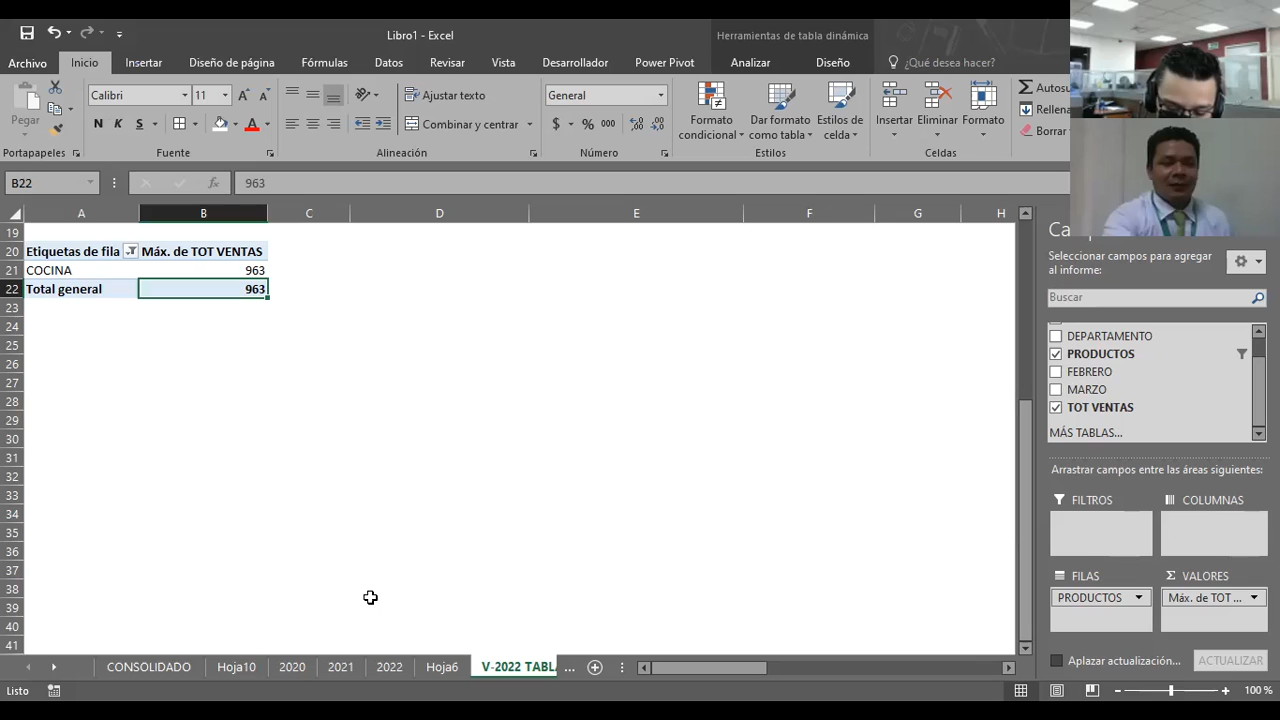 Libro1 - Excel
Herramientas de tabla dinámica
Archivo Inicio Insertar Diseño de página Fórmulas Datos Revisar Vista Desarrollador Power Pivot Analizar Diseño ¿Qué desea hacer?
Pegar
Portapapeles
Calibri 11
N K S
Fuente
Ajustar texto
Combinar y centrar
Alineación
General
$ % 000
Número
Formato condicional
Dar formato como tabla
Estilos de celda
Estilos
Insertar Eliminar Formato
Celdas
Autosu
Rellena
Borrar
B22 fx 963
A B C D E F G H
19
20 Etiquetas de fila Máx. de TOT VENTAS
21 COCINA 963
22 Total general 963
23
24
25
26
27
28
29
30
31
32
33
34
35
36
37
38
39
40
41
Ca
Seleccionar campos para agregar al informe:
Buscar
DEPARTAMENTO
PRODUCTOS
FEBRERO
MARZO
TOT VENTAS
MÁS TABLAS...
Arrastrar campos entre las áreas siguientes:
FILTROS COLUMNAS
FILAS VALORES
PRODUCTOS Máx. de TOT ...
Aplazar actualización... ACTUALIZAR
CONSOLIDADO Hoja10 2020 2021 2022 Hoja6 V-2022 TABLA ...
Listo 100 %